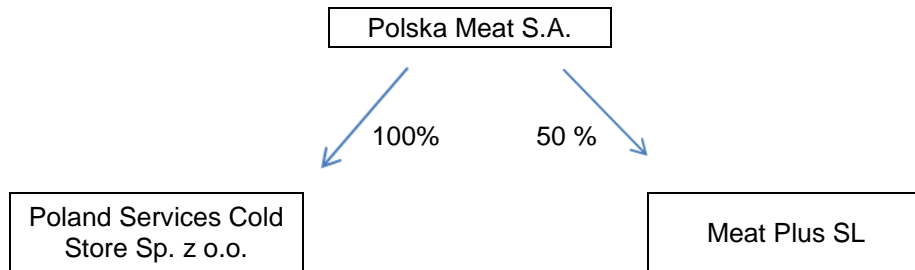 Polska Meat S.A.
100%
50 %
Poland Services Cold
Store Sp. z o.o.
Meat Plus SL